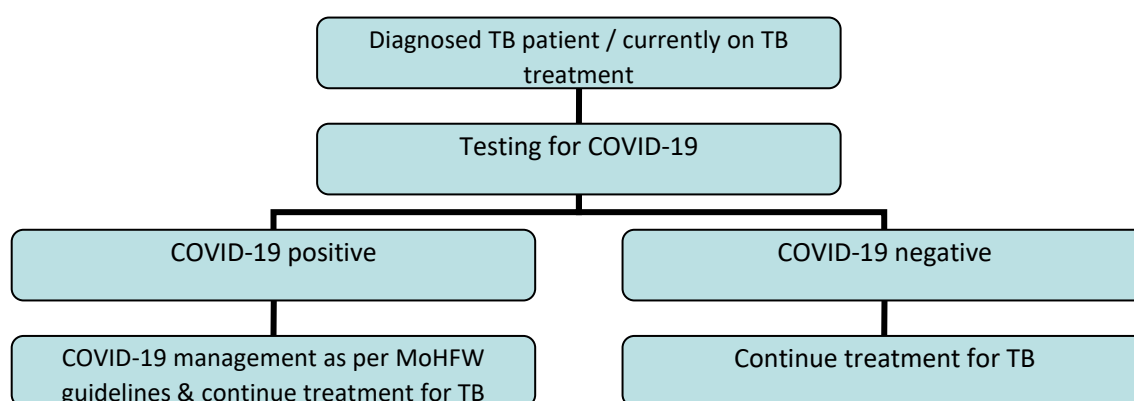 Diagnosed TB patient / currently on TB
treatment
Testing for COVID-19
COVID-19 positive
COVID-19 negative
COVID-19 management as per MoHFW
guidelines & continue treatment for TB
Continue treatment for TB